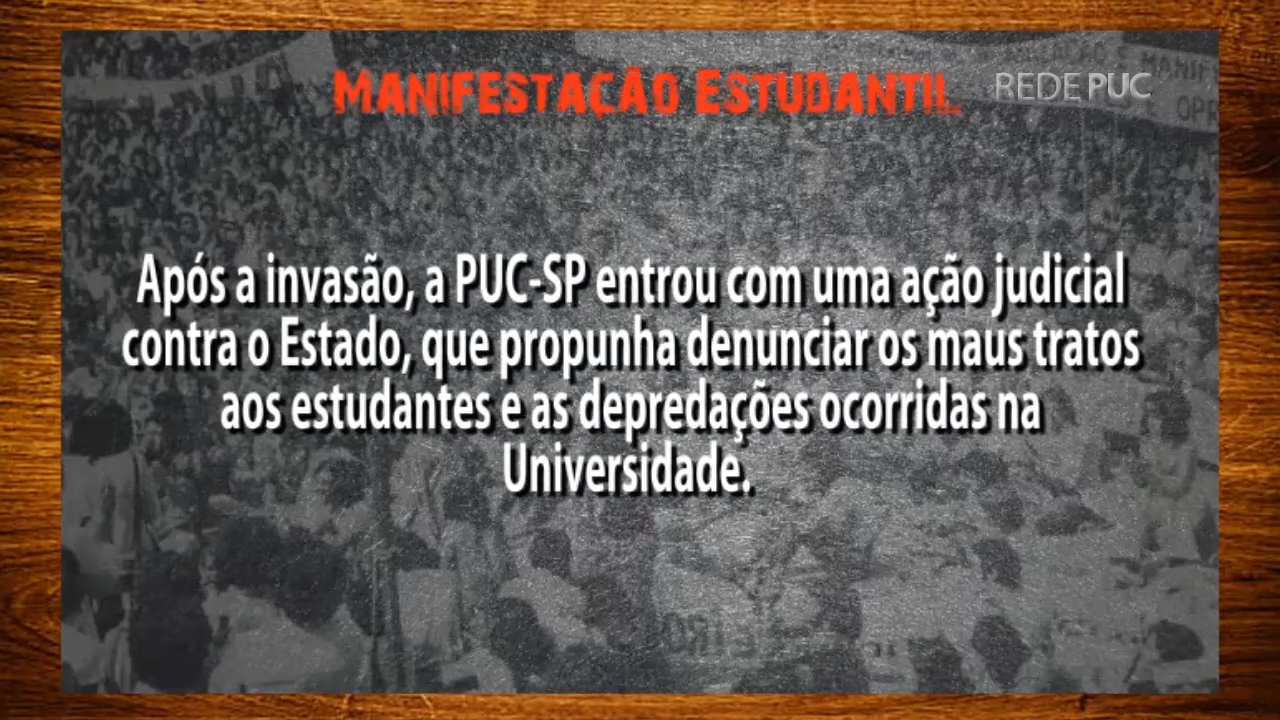 MANIFESTAÇÃO ESTUDANTIL
REDE PUC
Após a invasão, a PUC-SP entrou com uma ação judicial
contra o Estado, que propunha denunciar os maus tratos
aos estudantes e as depredações ocorridas na
Universidade.